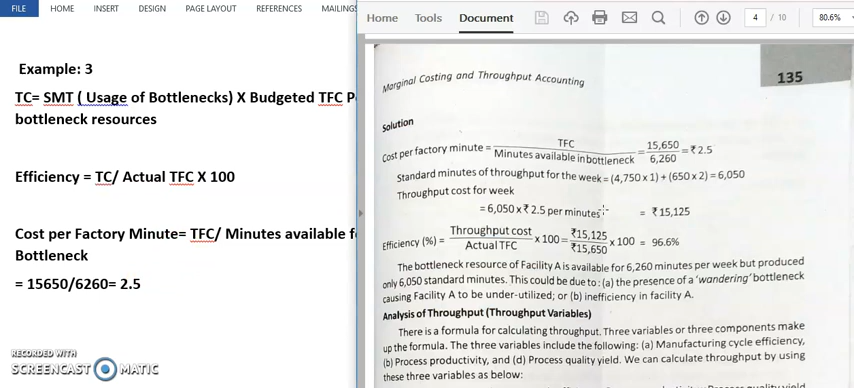 FILE HOME INSERT DESIGN PAGE LAYOUT REFERENCES MAILING
Home Tools Document 4 / 10 80.6%
Example: 3
TC= SMT ( Usage of Bottlenecks) X Budgeted TFC P
bottleneck resources
Efficiency = TC/ Actual TFC X 100
Cost per Factory Minute= TFC/ Minutes available f
Bottleneck
= 15650/6260= 2.5
RECORDED WITH
SCREENCAST MATIC
Marginal Costing and Throughput Accounting 135
Solution
Cost per factory minute = TFC / Minutes available in bottleneck = 15,650 / 6,260 = ₹ 2.5
Standard minutes of throughput for the week = (4,750 x 1) + (650 x 2) = 6,050
Throughput cost for week
= 6,050 x ₹ 2.5 per minutes = ₹ 15,125
Efficiency (%) = Throughput cost / Actual TFC x 100 = ₹15,125 / ₹15,650 x 100 = 96.6%
The bottleneck resource of Facility A is available for 6,260 minutes per week but produced
only 6,050 standard minutes. This could be due to : (a) the presence of a 'wandering' bottleneck
causing Facility A to be under-utilized; or (b) inefficiency in facility A.
Analysis of Throughput (Throughput Variables)
There is a formula for calculating throughput. Three variables or three components make
up the formula. The three variables include the following: (a) Manufacturing cycle efficiency,
(b) Process productivity, and (d) Process quality yield. We can calculate throughput by using
these three variables as below: